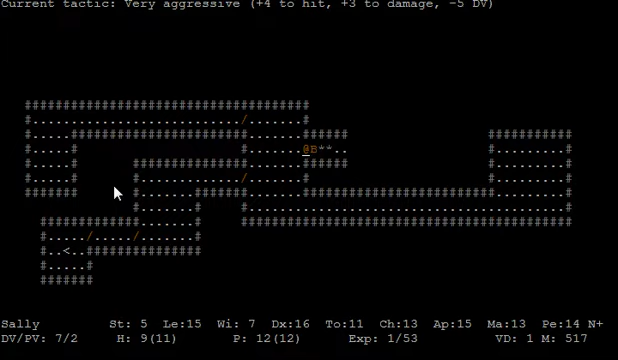 Current tactic: Very aggressive (+4 to hit, +3 to damage, -5 DV)
Sally St: 5 Le:15 Wi: 7 Dx:16 To:11 Ch:13 Ap:15 Ma:13 Pe:14 N+
DV/PV: 7/2 H: 9(11) P: 12(12) Exp: 1/53 VD: 1 M: 517